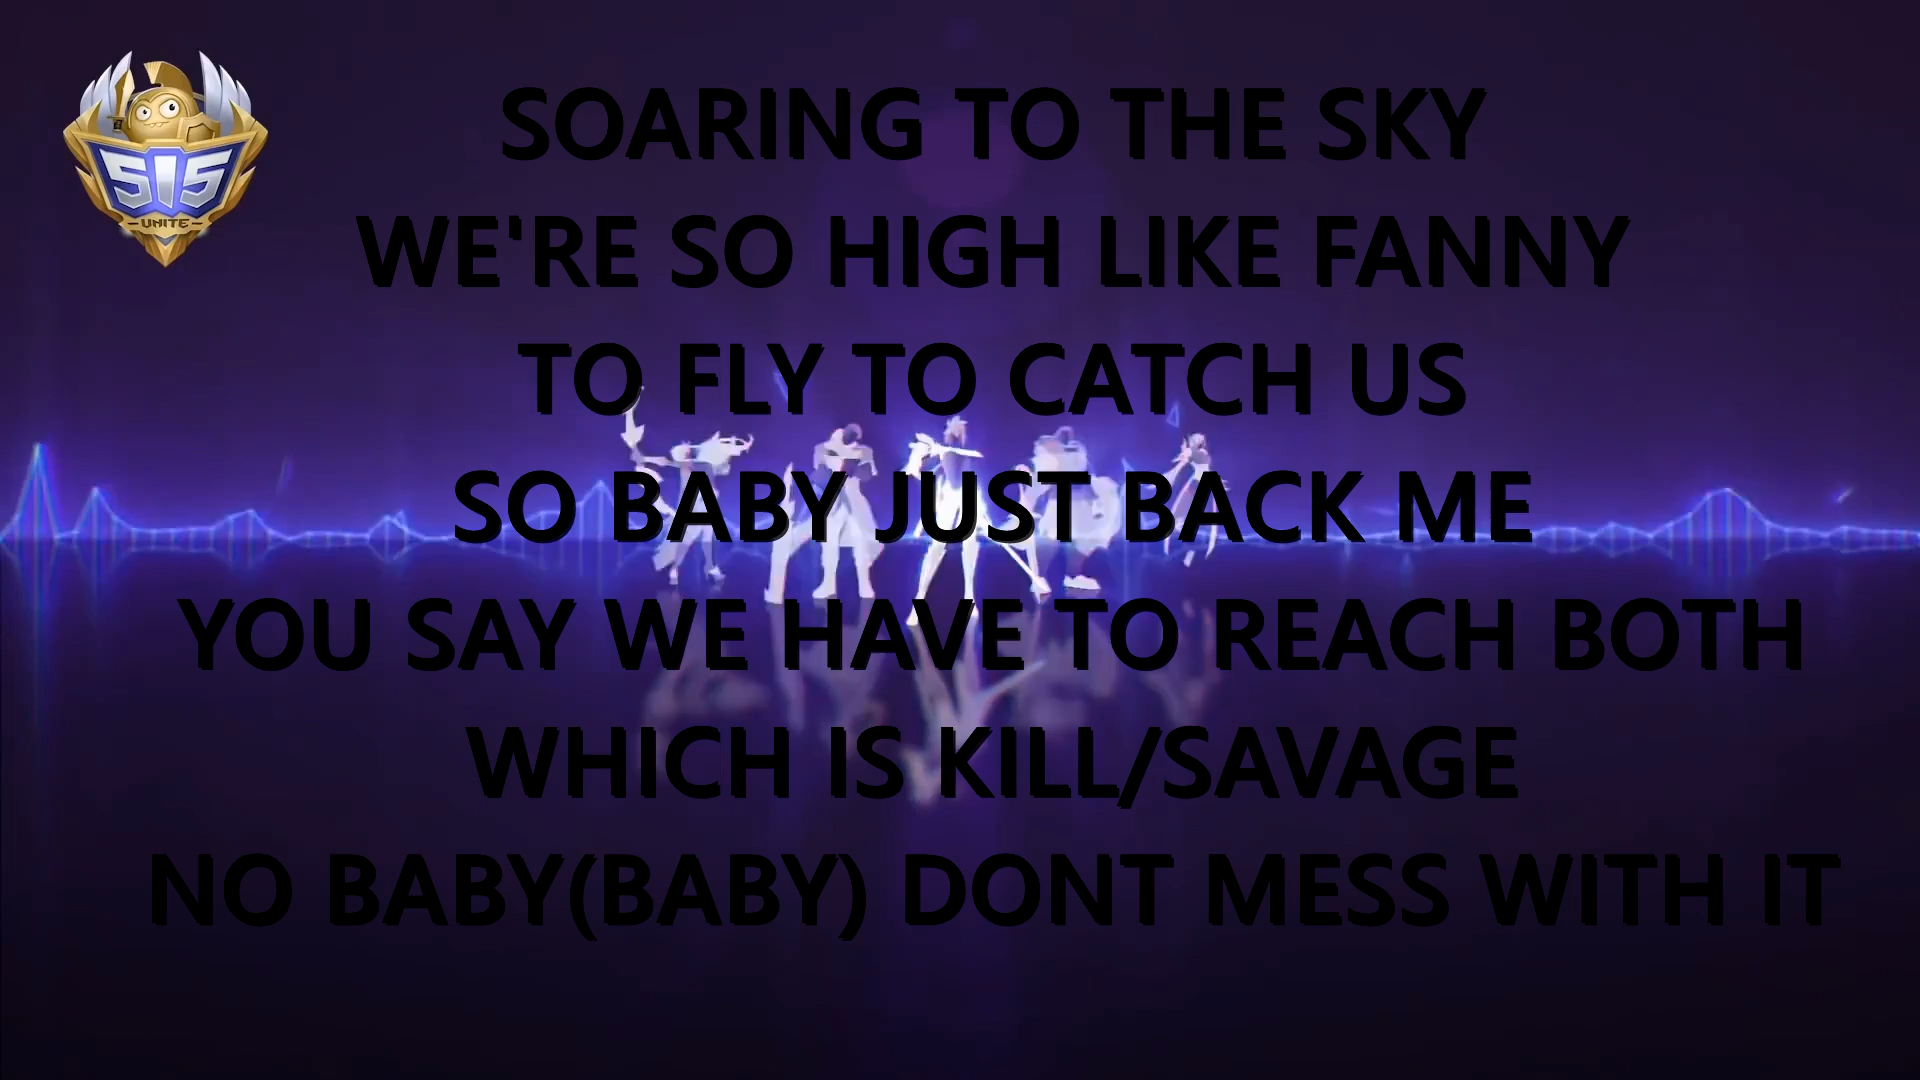 515
UNITE
SOARING TO THE SKY
WE'RE SO HIGH LIKE FANNY
TO FLY TO CATCH US
SO BABY JUST BACK ME
YOU SAY WE HAVE TO REACH BOTH
WHICH IS KILL/SAVAGE
NO BABY(BABY) DONT MESS WITH IT